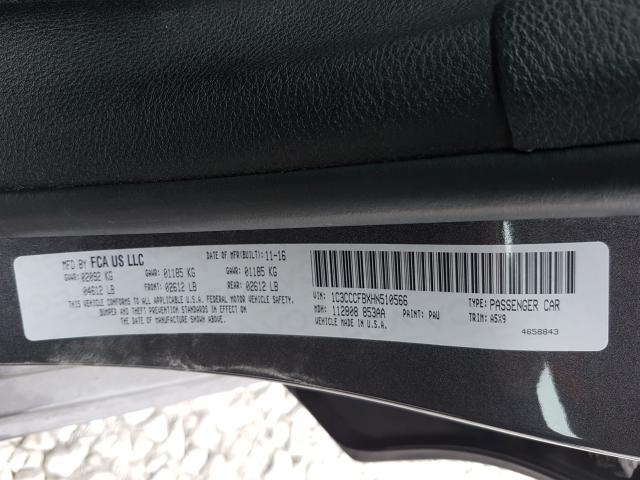 MFD BY FCA US LLC DATE OF MFR(BUILT): 11-16
GVWR: 02092 KG GAWR: 01185 KG GAWR: 01185 KG
04612 LB FRONT: 02612 LB REAR: 02612 LB
THIS VEHICLE CONFORMS TO ALL APPLICABLE U.S.A. FEDERAL MOTOR VEHICLE SAFETY,
BUMPER AND THEFT PREVENTION STANDARDS IN EFFECT ON
THE DATE OF MANUFACTURE SHOWN ABOVE.
VIN: 1C3CCCFBXHN510566 TYPE: PASSENGER CAR
MDH: 112808 853AA PAINT: PAU TRIM: A5X9
VEHICLE MADE IN U.S.A.
4658843